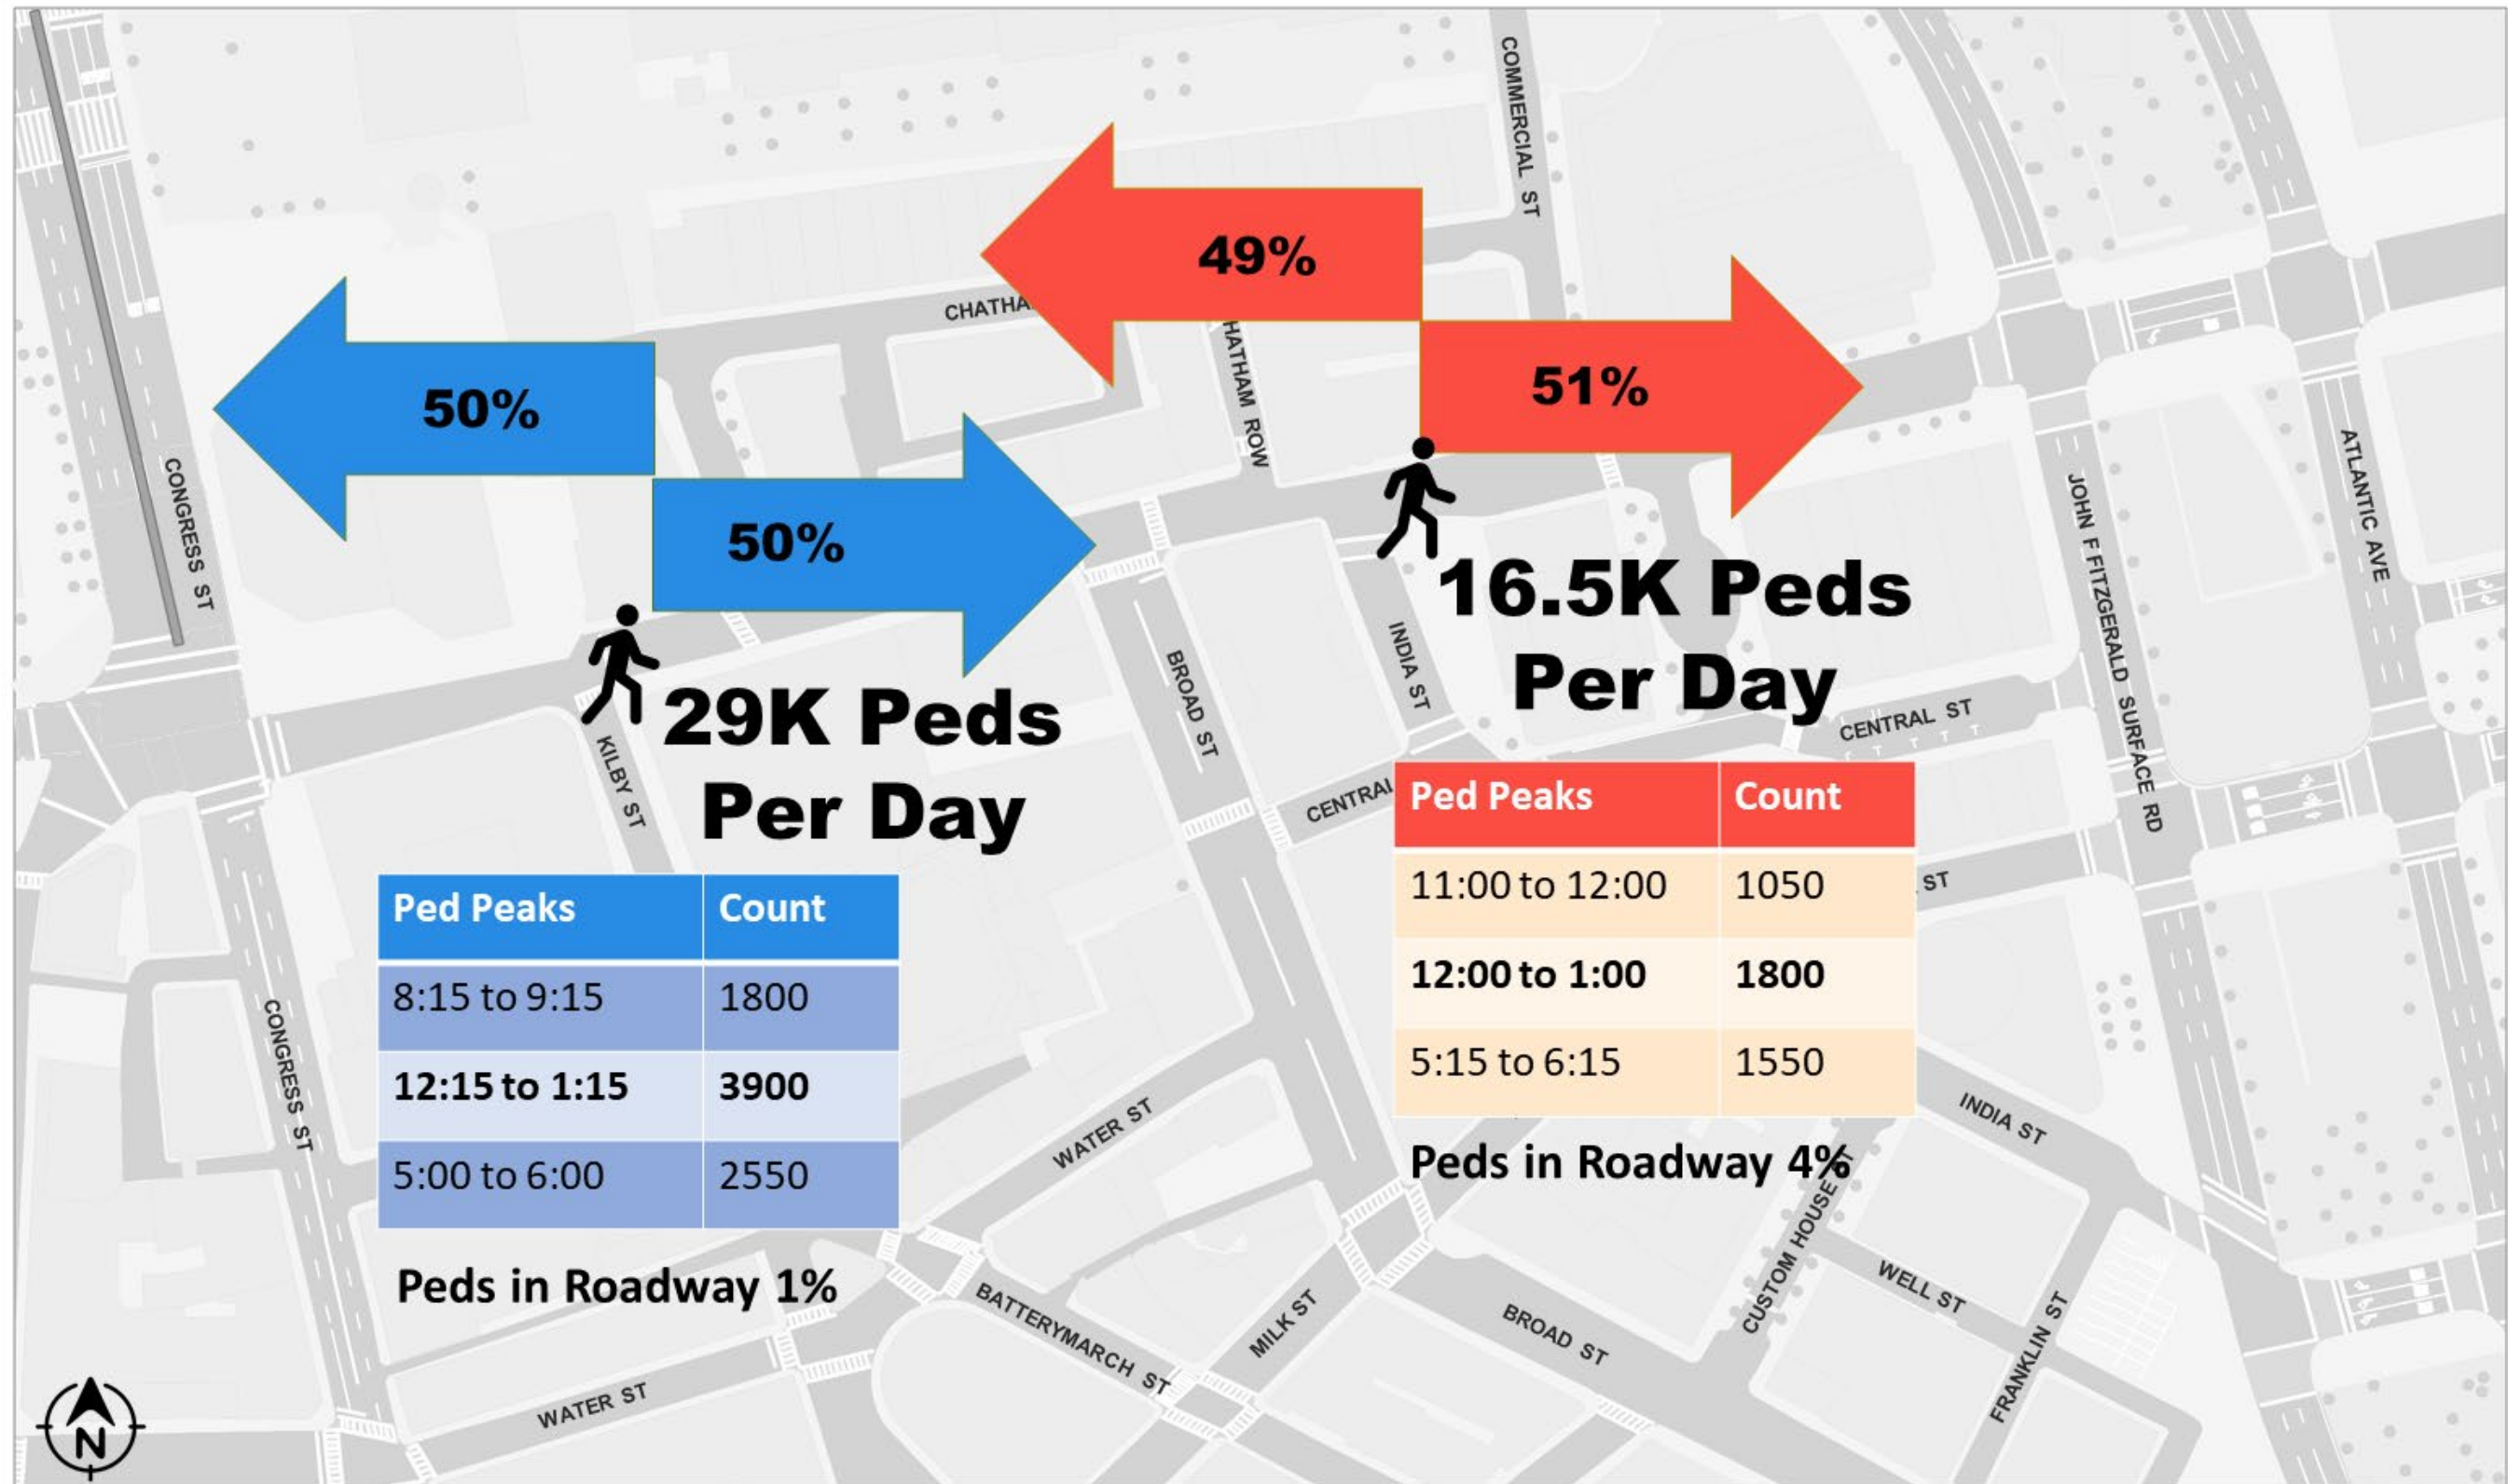 COMMERCIAL ST
49%
CHATHA
HATHAM ROW
51%
50%
50%
CONGRESS ST
ATLANTIC AVE
JOHN F FITZGERALD SURFACE RD
16.5K Peds
Per Day
INDIA ST
BROAD ST
29K Peds
Per Day
KILBY ST
CENTRAL ST
CENTRAL
Ped Peaks Count
11:00 to 12:00 1050
12:00 to 1:00 1800
5:15 to 6:15 1550
Peds in Roadway 4%
ST
Ped Peaks Count
8:15 to 9:15 1800
12:15 to 1:15 3900
5:00 to 6:00 2550
Peds in Roadway 1%
CONGRESS ST
WATER ST
INDIA ST
CUSTOM HOUSE
WELL ST
FRANKLIN ST
BROAD ST
MILK ST
BATTERYMARCH ST
WATER ST
N